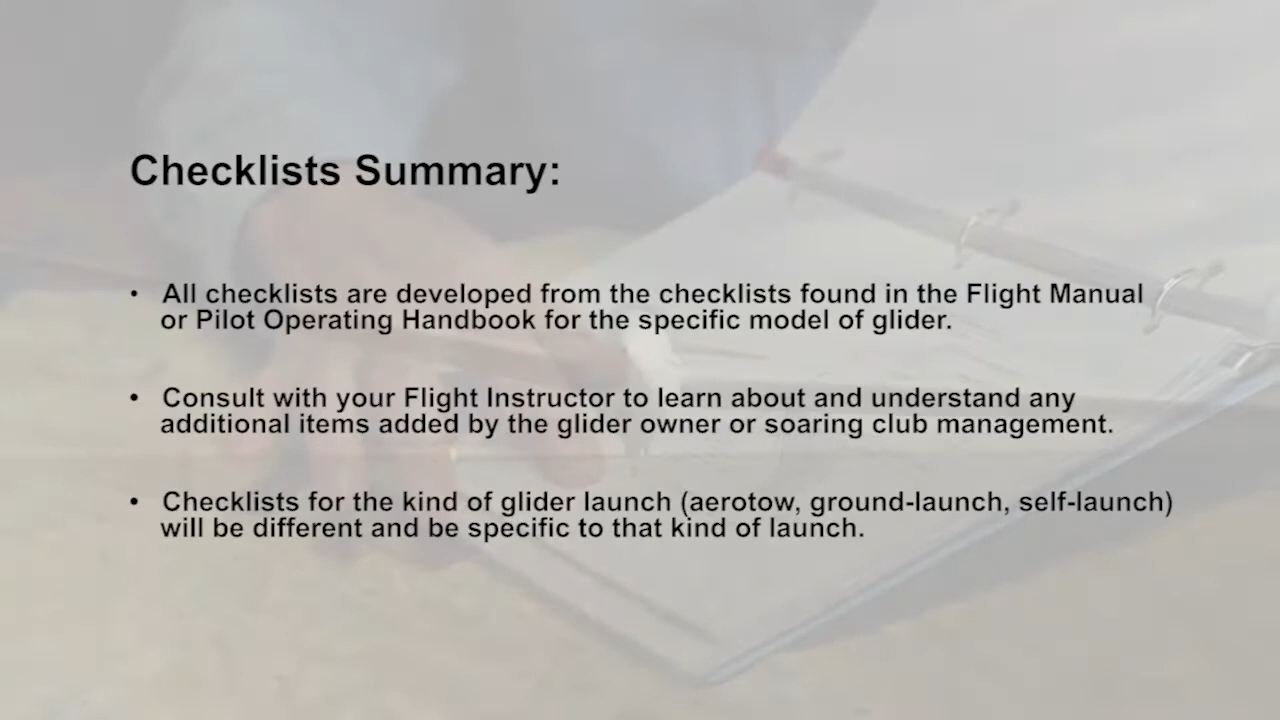 Checklists Summary:
• All checklists are developed from the checklists found in the Flight Manual
or Pilot Operating Handbook for the specific model of glider.
• Consult with your Flight Instructor to learn about and understand any
additional items added by the glider owner or soaring club management.
• Checklists for the kind of glider launch (aerotow, ground-launch, self-launch)
will be different and be specific to that kind of launch.